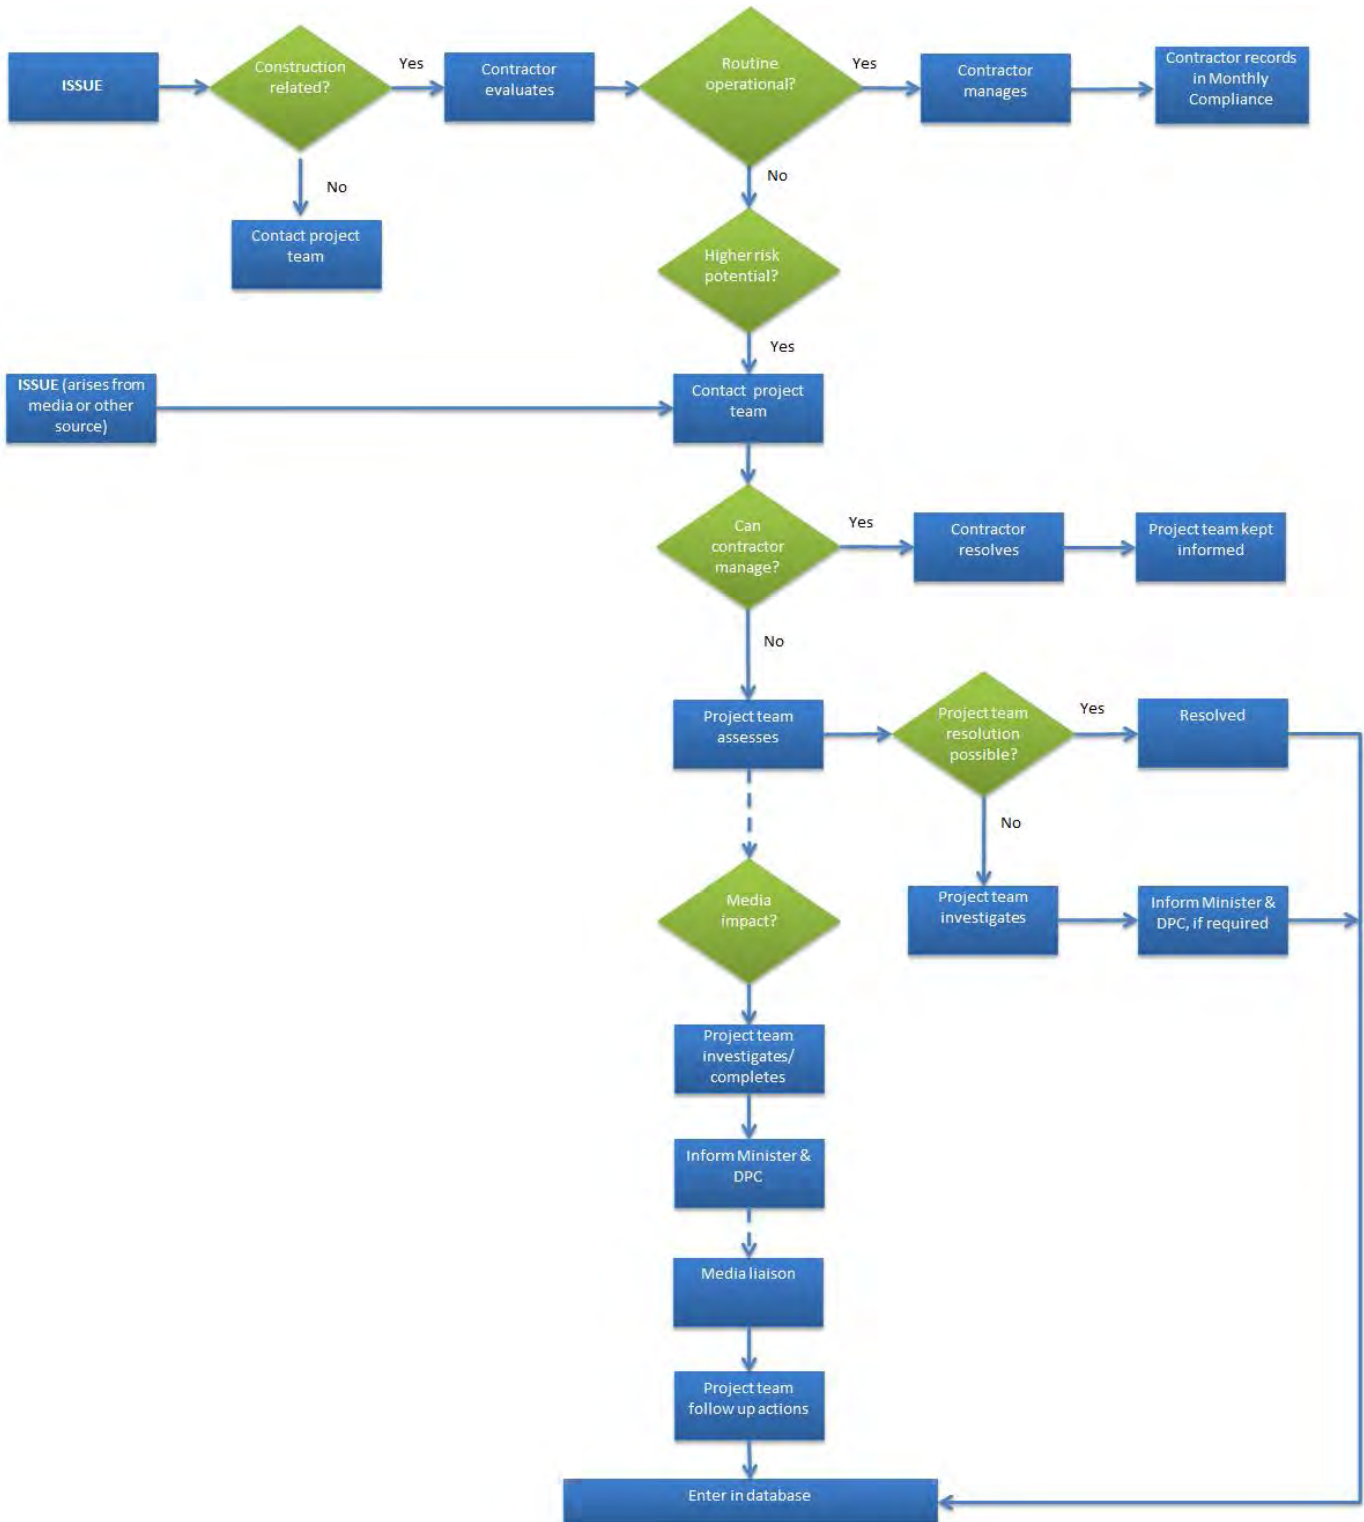 ISSUE
Construction
related?
Yes
Contractor
evaluates
Routine
operational?
Yes
Contractor
manages
Contractor records
in Monthly
Compliance
No
Contact project
team
No
Higher risk
potential?
Yes
ISSUE (arises from
media or other
source)
Contact project
team
Can
contractor
manage?
Yes
Contractor
resolves
Project team kept
informed
No
Project team
assesses
Project team
resolution
possible?
Yes
Resolved
No
Media
impact?
Project team
investigates
Inform Minister &
DPC, if required
Project team
investigates/
completes
Inform Minister &
DPC
Media liaison
Project team
follow up actions
Enter in database